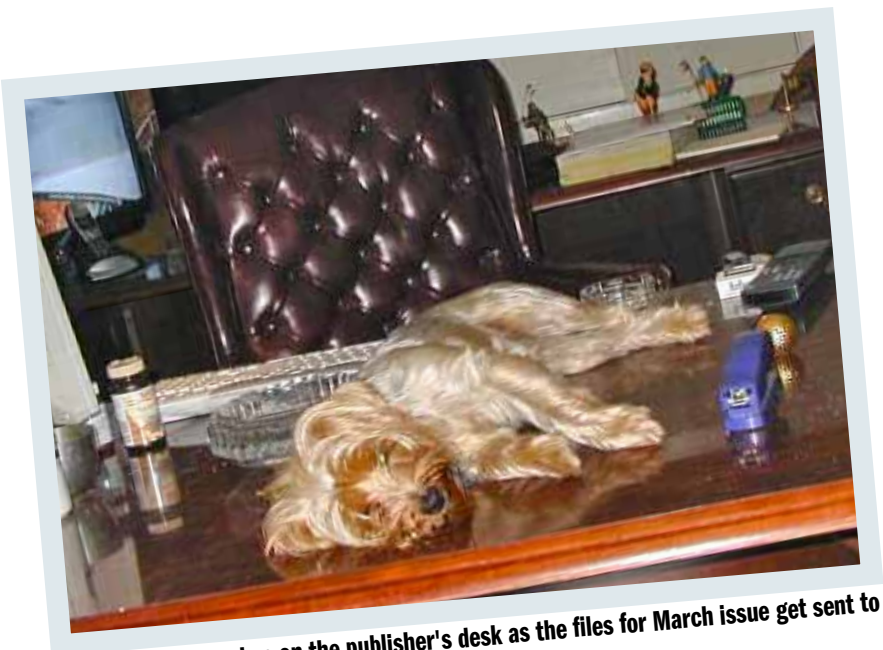 on the publisher's desk as the files for March issue get sent to